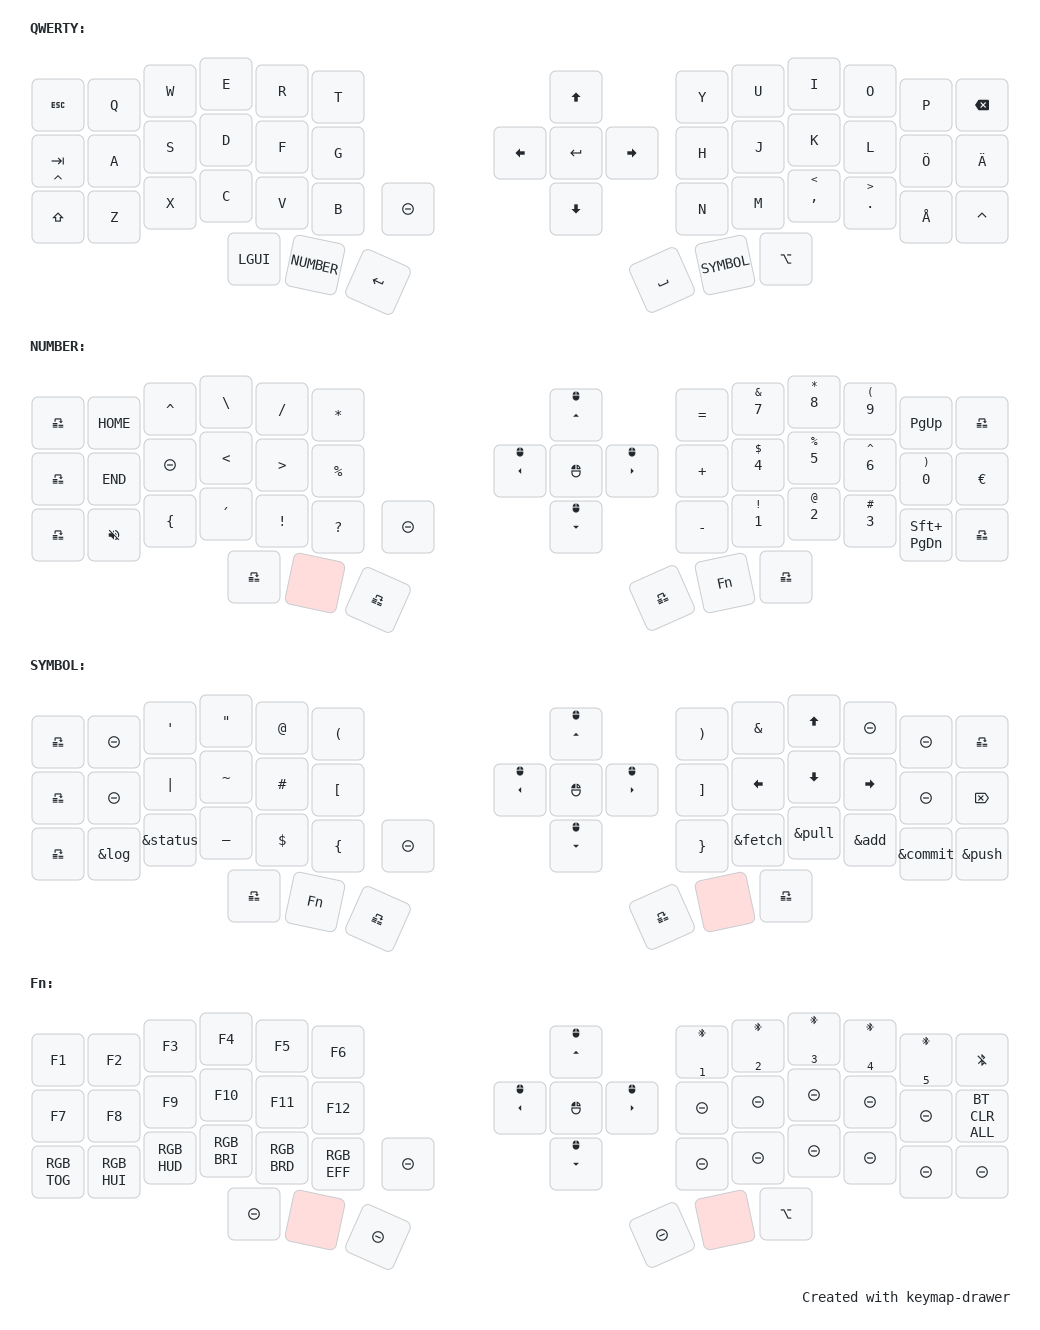 QWERTY:
ESC Q W E R T Y U I O P
A S D F G H J K L Ö Ä
^
Z X C V B N M < , > . Å ^
LGUI NUMBER SYMBOL
NUMBER:
HOME ^ \ / * = & 7 * 8 ( 9 PgUp
END < > % + $ 4 % 5 ^ 6 ) 0 €
{ ´ ! ? - ! 1 @ 2 # 3 Sft+ PgDn
Fn
SYMBOL:
' " @ ( ) &
| ~ # [ ]
&log &status — $ { } &fetch &pull &add &commit &push
Fn
Fn:
F1 F2 F3 F4 F5 F6 1 2 3 4 5
F7 F8 F9 F10 F11 F12 BT CLR ALL
RGB TOG RGB HUI RGB HUD RGB BRI RGB BRD RGB EFF
Created with keymap-drawer